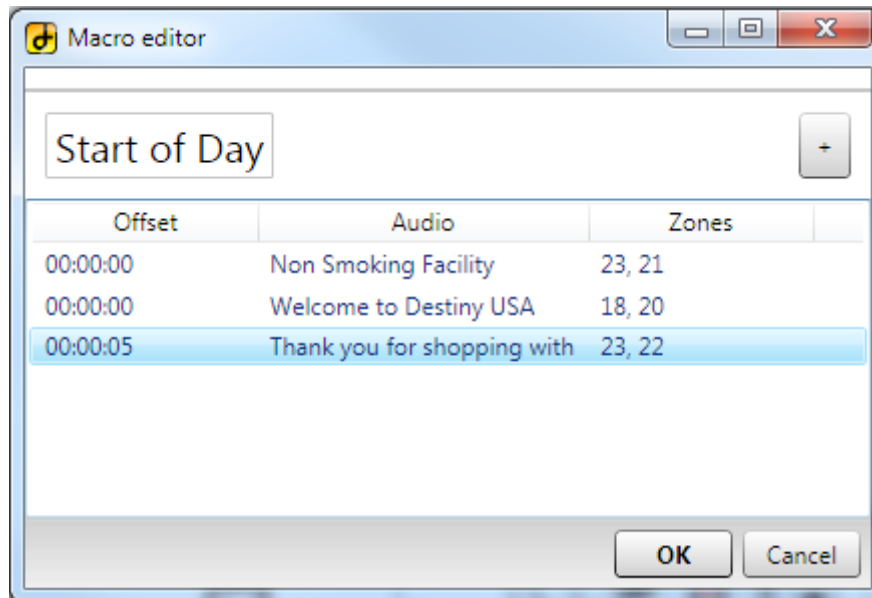 Macro editor
Start of Day
+
Offset Audio Zones
00:00:00 Non Smoking Facility 23, 21
00:00:00 Welcome to Destiny USA 18, 20
00:00:05 Thank you for shopping with 23, 22
OK Cancel